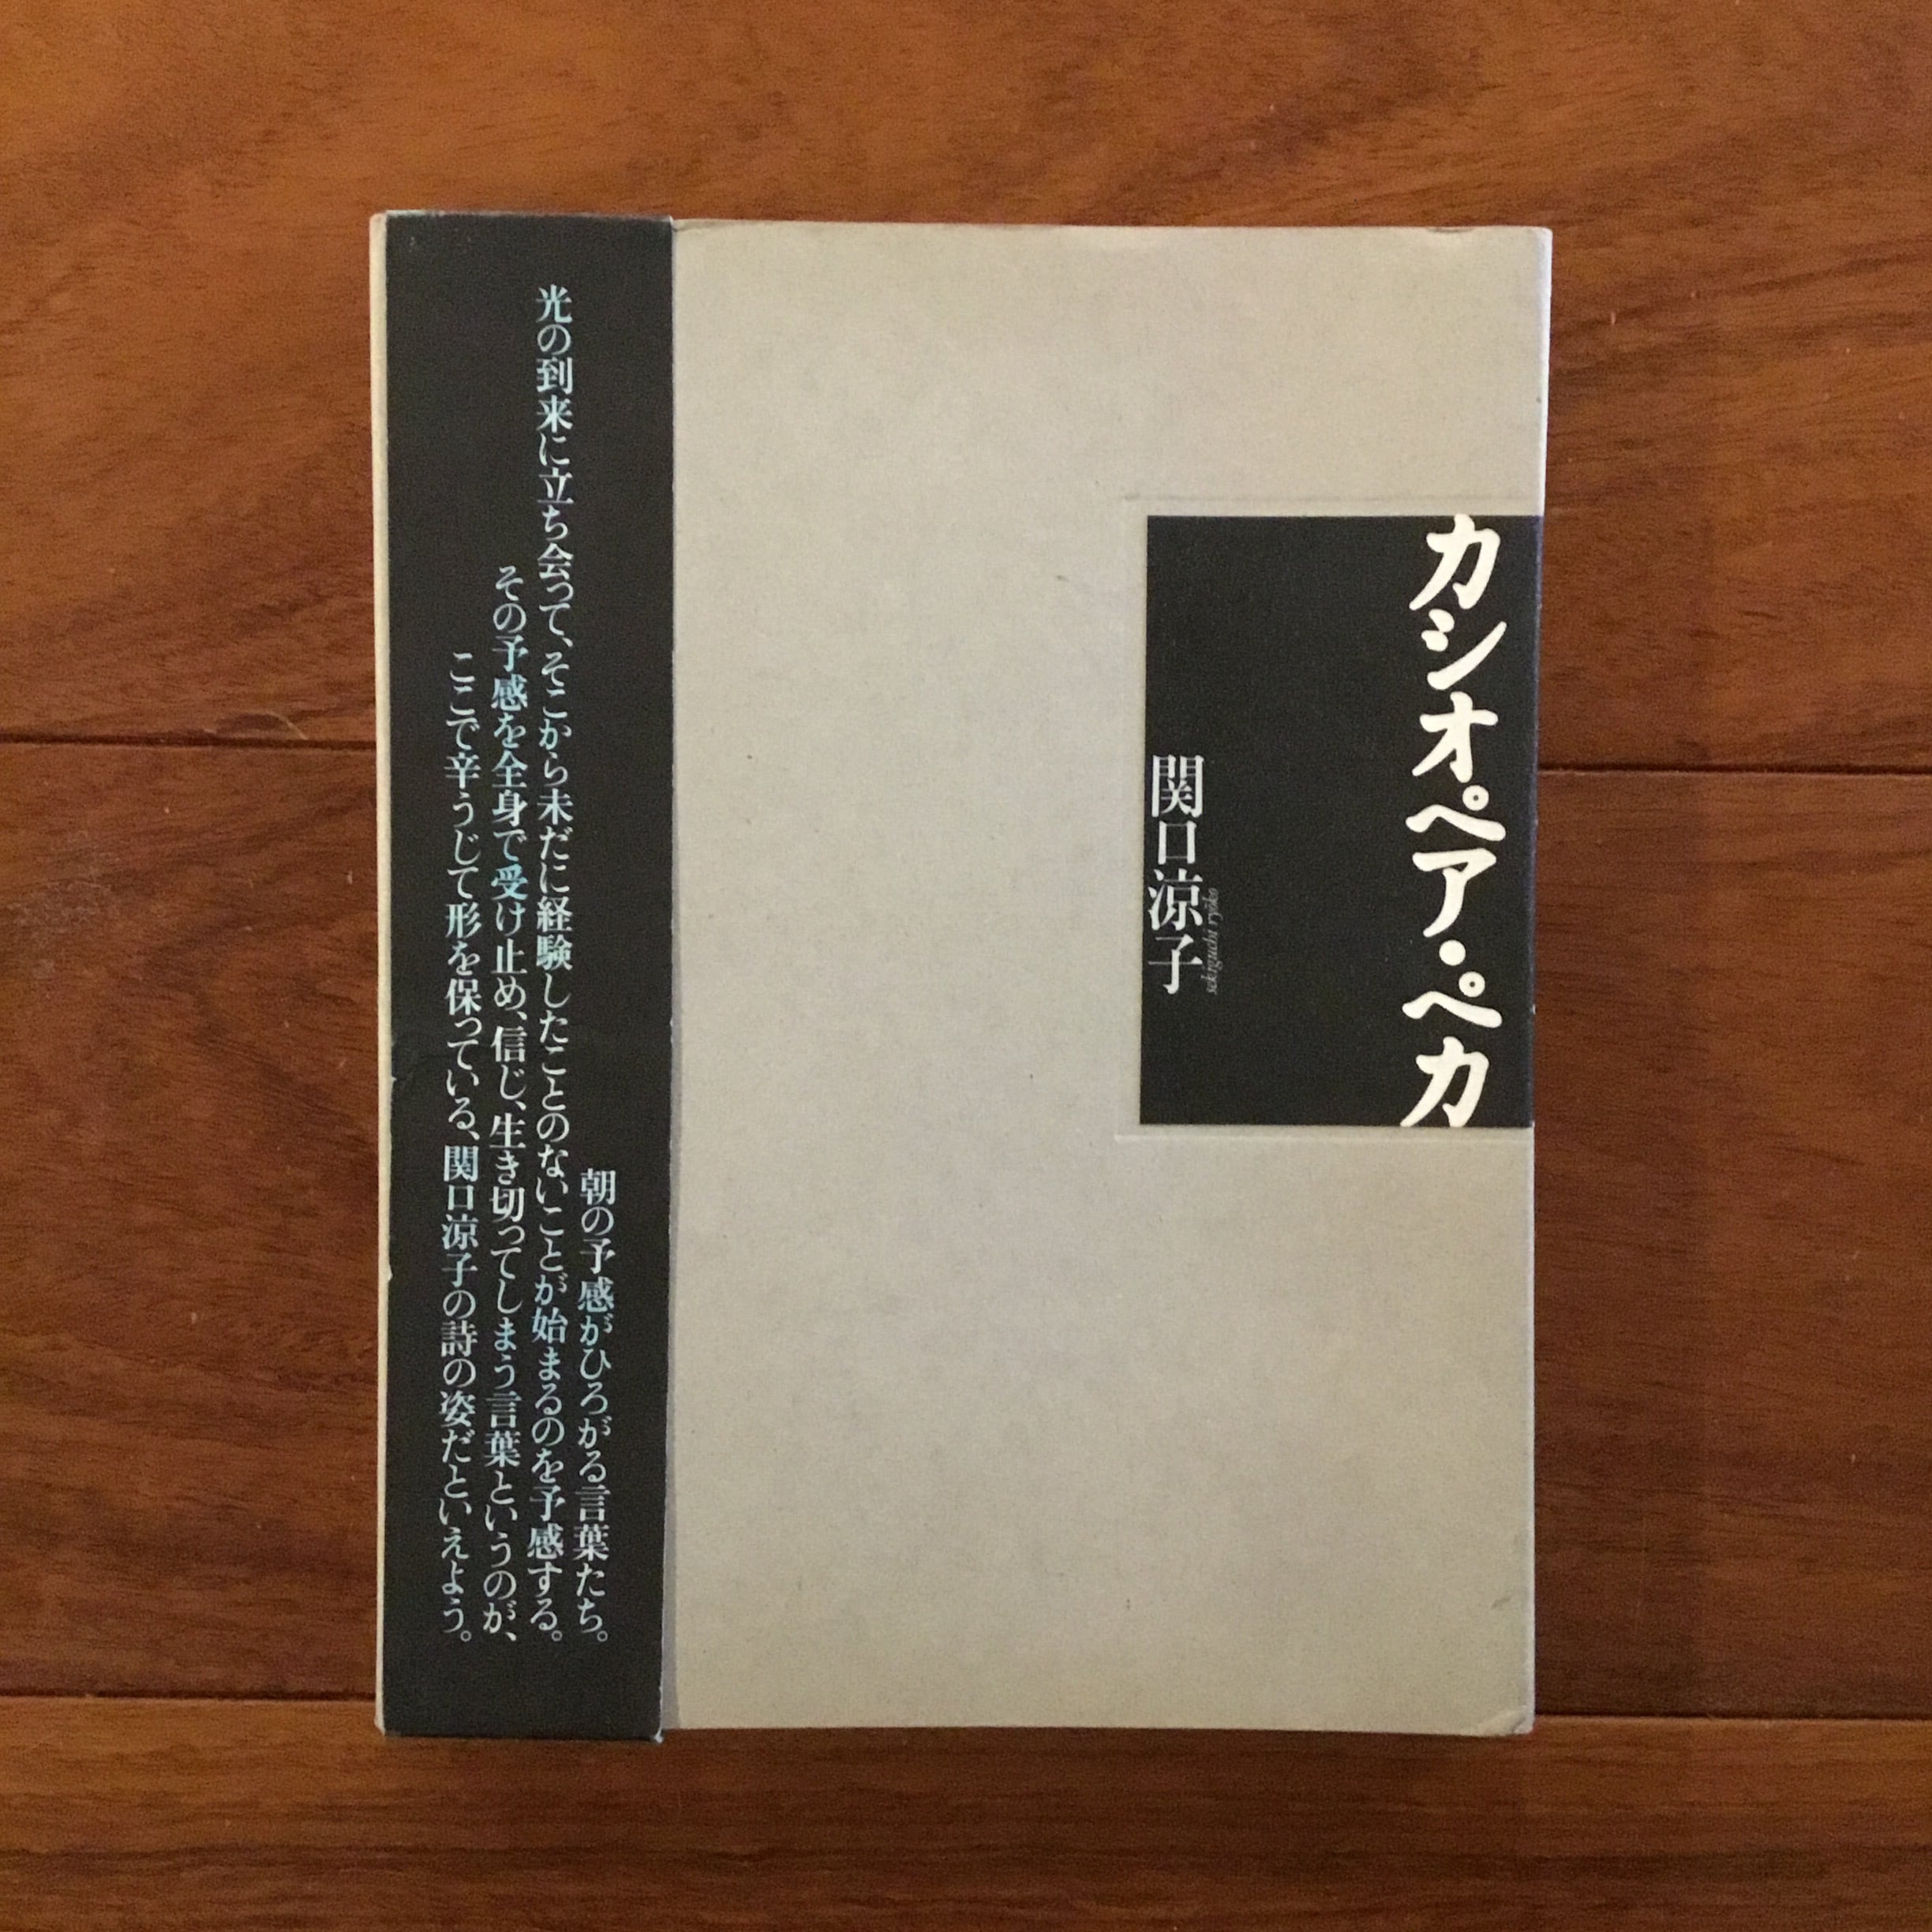 カシオペア・ペカ
関口涼子
sekiguchi ryoko
朝の予感がひろがる言葉たち。
光の到来に立ち会って、そこから未だに経験したことのないことが始まるのを予感する。
その予感を全身で受け止め、信じ、生き切ってしまう言葉というのが、
ここで辛うじて形を保っている、関口涼子の詩の姿だといえよう。